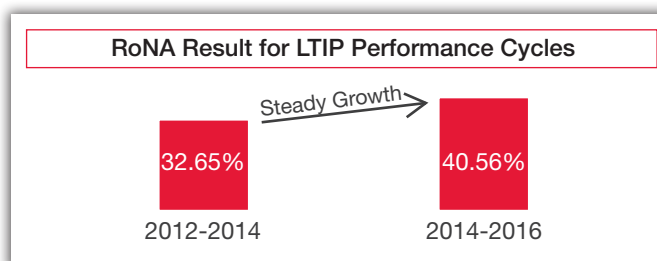 RoNA Result for LTIP Performance Cycles
Steady Growth
32.65%
40.56%
2012-2014
2014-2016